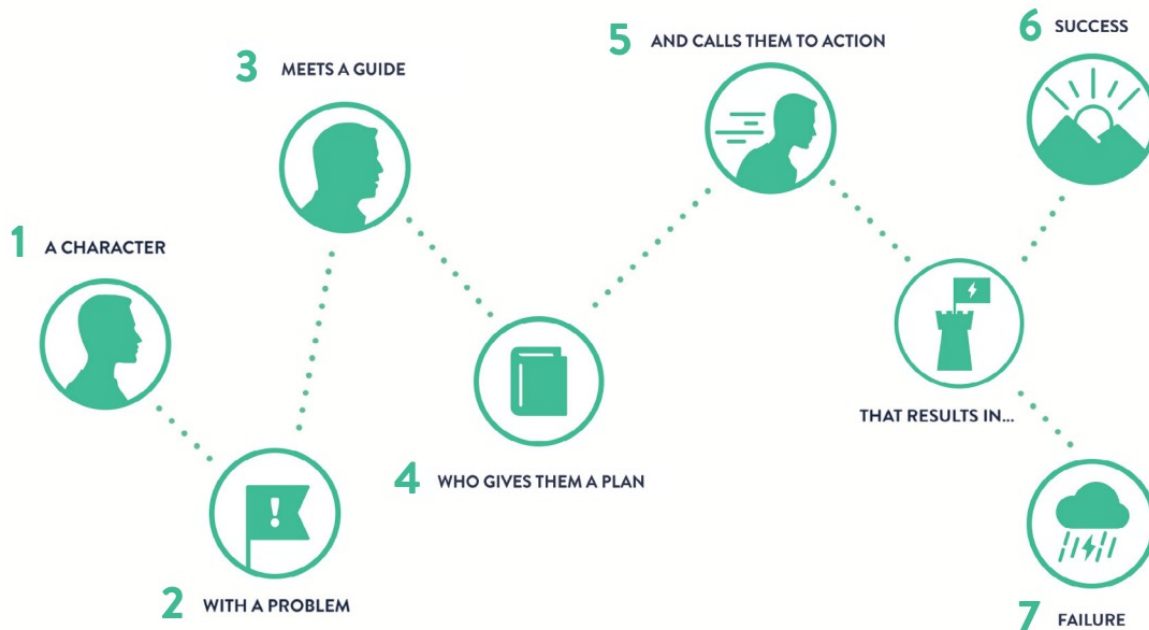 1 A CHARACTER
2 WITH A PROBLEM
3 MEETS A GUIDE
4 WHO GIVES THEM A PLAN
5 AND CALLS THEM TO ACTION
THAT RESULTS IN...
6 SUCCESS
7 FAILURE